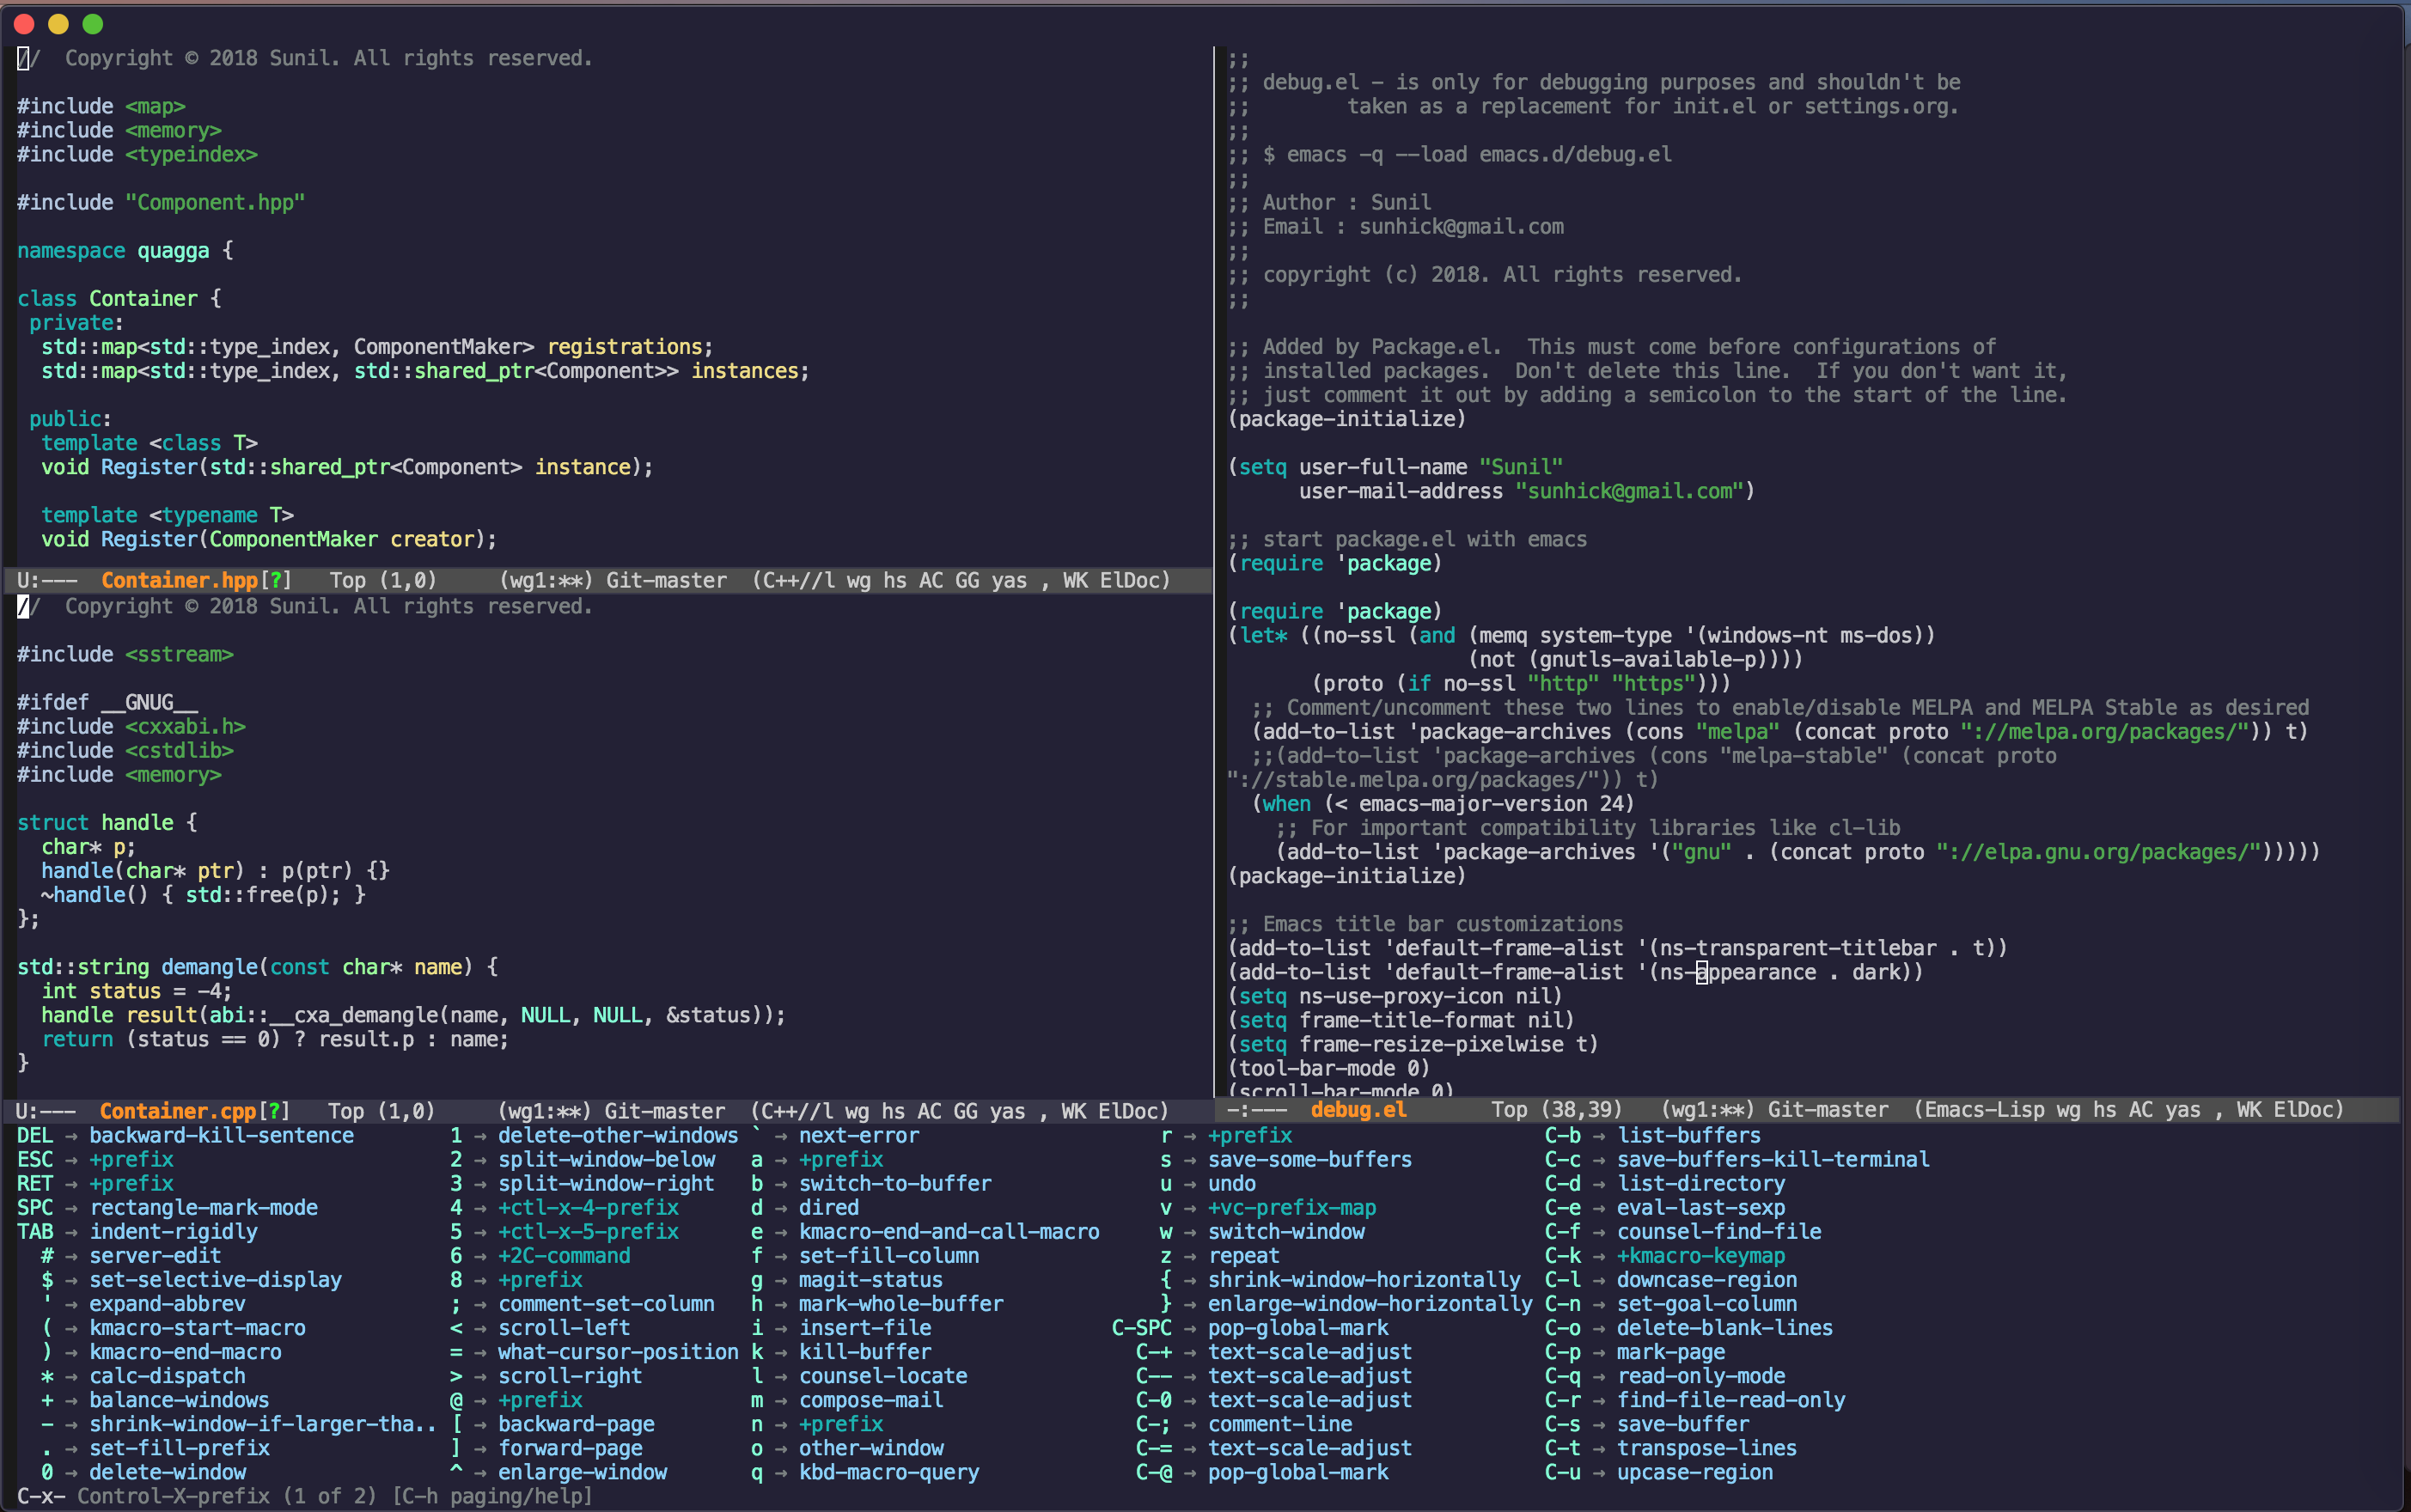 //  Copyright © 2018 Sunil. All rights reserved.

#include <map>
#include <memory>
#include <typeindex>

#include "Component.hpp"

namespace quagga {

class Container {
 private:
  std::map<std::type_index, ComponentMaker> registrations;
  std::map<std::type_index, std::shared_ptr<Component>> instances;

 public:
  template <class T>
  void Register(std::shared_ptr<Component> instance);

  template <typename T>
  void Register(ComponentMaker creator);
U:---  Container.hpp[?]   Top (1,0)     (wg1:**) Git-master  (C++//l wg hs AC GG yas , WK ElDoc)
//  Copyright © 2018 Sunil. All rights reserved.

#include <sstream>

#ifdef __GNUG__
#include <cxxabi.h>
#include <cstdlib>
#include <memory>

struct handle {
  char* p;
  handle(char* ptr) : p(ptr) {}
  ~handle() { std::free(p); }
};

std::string demangle(const char* name) {
  int status = -4;
  handle result(abi::__cxa_demangle(name, NULL, NULL, &status));
  return (status == 0) ? result.p : name;
}

U:---  Container.cpp[?]   Top (1,0)     (wg1:**) Git-master  (C++//l wg hs AC GG yas , WK ElDoc)
;;
;; debug.el - is only for debugging purposes and shouldn't be
;;        taken as a replacement for init.el or settings.org.
;;
;; $ emacs -q --load emacs.d/debug.el
;;
;; Author : Sunil
;; Email : sunhick@gmail.com
;;
;; copyright (c) 2018. All rights reserved.
;;

;; Added by Package.el.  This must come before configurations of
;; installed packages.  Don't delete this line.  If you don't want it,
;; just comment it out by adding a semicolon to the start of the line.
(package-initialize)

(setq user-full-name "Sunil"
      user-mail-address "sunhick@gmail.com")

;; start package.el with emacs
(require 'package)

(require 'package)
(let* ((no-ssl (and (memq system-type '(windows-nt ms-dos))
                    (not (gnutls-available-p))))
       (proto (if no-ssl "http" "https")))
  ;; Comment/uncomment these two lines to enable/disable MELPA and MELPA Stable as desired
  (add-to-list 'package-archives (cons "melpa" (concat proto "://melpa.org/packages/")) t)
  ;;(add-to-list 'package-archives (cons "melpa-stable" (concat proto
"://stable.melpa.org/packages/")) t)
  (when (< emacs-major-version 24)
    ;; For important compatibility libraries like cl-lib
    (add-to-list 'package-archives '("gnu" . (concat proto "://elpa.gnu.org/packages/")))))
(package-initialize)

;; Emacs title bar customizations
(add-to-list 'default-frame-alist '(ns-transparent-titlebar . t))
(add-to-list 'default-frame-alist '(ns-appearance . dark))
(setq ns-use-proxy-icon nil)
(setq frame-title-format nil)
(setq frame-resize-pixelwise t)
(tool-bar-mode 0)
(scroll-bar-mode 0)
-:---  debug.el       Top (38,39)   (wg1:**) Git-master  (Emacs-Lisp wg hs AC yas , WK ElDoc)
DEL → backward-kill-sentence        1 → delete-other-windows ` → next-error                    r → +prefix                    C-b → list-buffers
ESC → +prefix                       2 → split-window-below   a → +prefix                       s → save-some-buffers          C-c → save-buffers-kill-terminal
RET → +prefix                       3 → split-window-right   b → switch-to-buffer              u → undo                       C-d → list-directory
SPC → rectangle-mark-mode           4 → +ctl-x-4-prefix      d → dired                         v → +vc-prefix-map             C-e → eval-last-sexp
TAB → indent-rigidly                5 → +ctl-x-5-prefix      e → kmacro-end-and-call-macro     w → switch-window              C-f → counsel-find-file
  # → server-edit                   6 → +2C-command          f → set-fill-column               z → repeat                     C-k → +kmacro-keymap
  $ → set-selective-display         8 → +prefix              g → magit-status                  { → shrink-window-horizontally  C-l → downcase-region
  ' → expand-abbrev                 ; → comment-set-column   h → mark-whole-buffer             } → enlarge-window-horizontally C-n → set-goal-column
  ( → kmacro-start-macro            < → scroll-left          i → insert-file               C-SPC → pop-global-mark            C-o → delete-blank-lines
  ) → kmacro-end-macro              = → what-cursor-position k → kill-buffer                 C-+ → text-scale-adjust          C-p → mark-page
  * → calc-dispatch                 > → scroll-right         l → counsel-locate              C-- → text-scale-adjust          C-q → read-only-mode
  + → balance-windows               @ → +prefix              m → compose-mail                C-0 → text-scale-adjust          C-r → find-file-read-only
  - → shrink-window-if-larger-tha.. [ → backward-page        n → +prefix                     C-; → comment-line               C-s → save-buffer
  . → set-fill-prefix               ] → forward-page         o → other-window                C-= → text-scale-adjust          C-t → transpose-lines
  0 → delete-window                 ^ → enlarge-window       q → kbd-macro-query             C-@ → pop-global-mark            C-u → upcase-region
C-x- Control-X-prefix (1 of 2) [C-h paging/help]